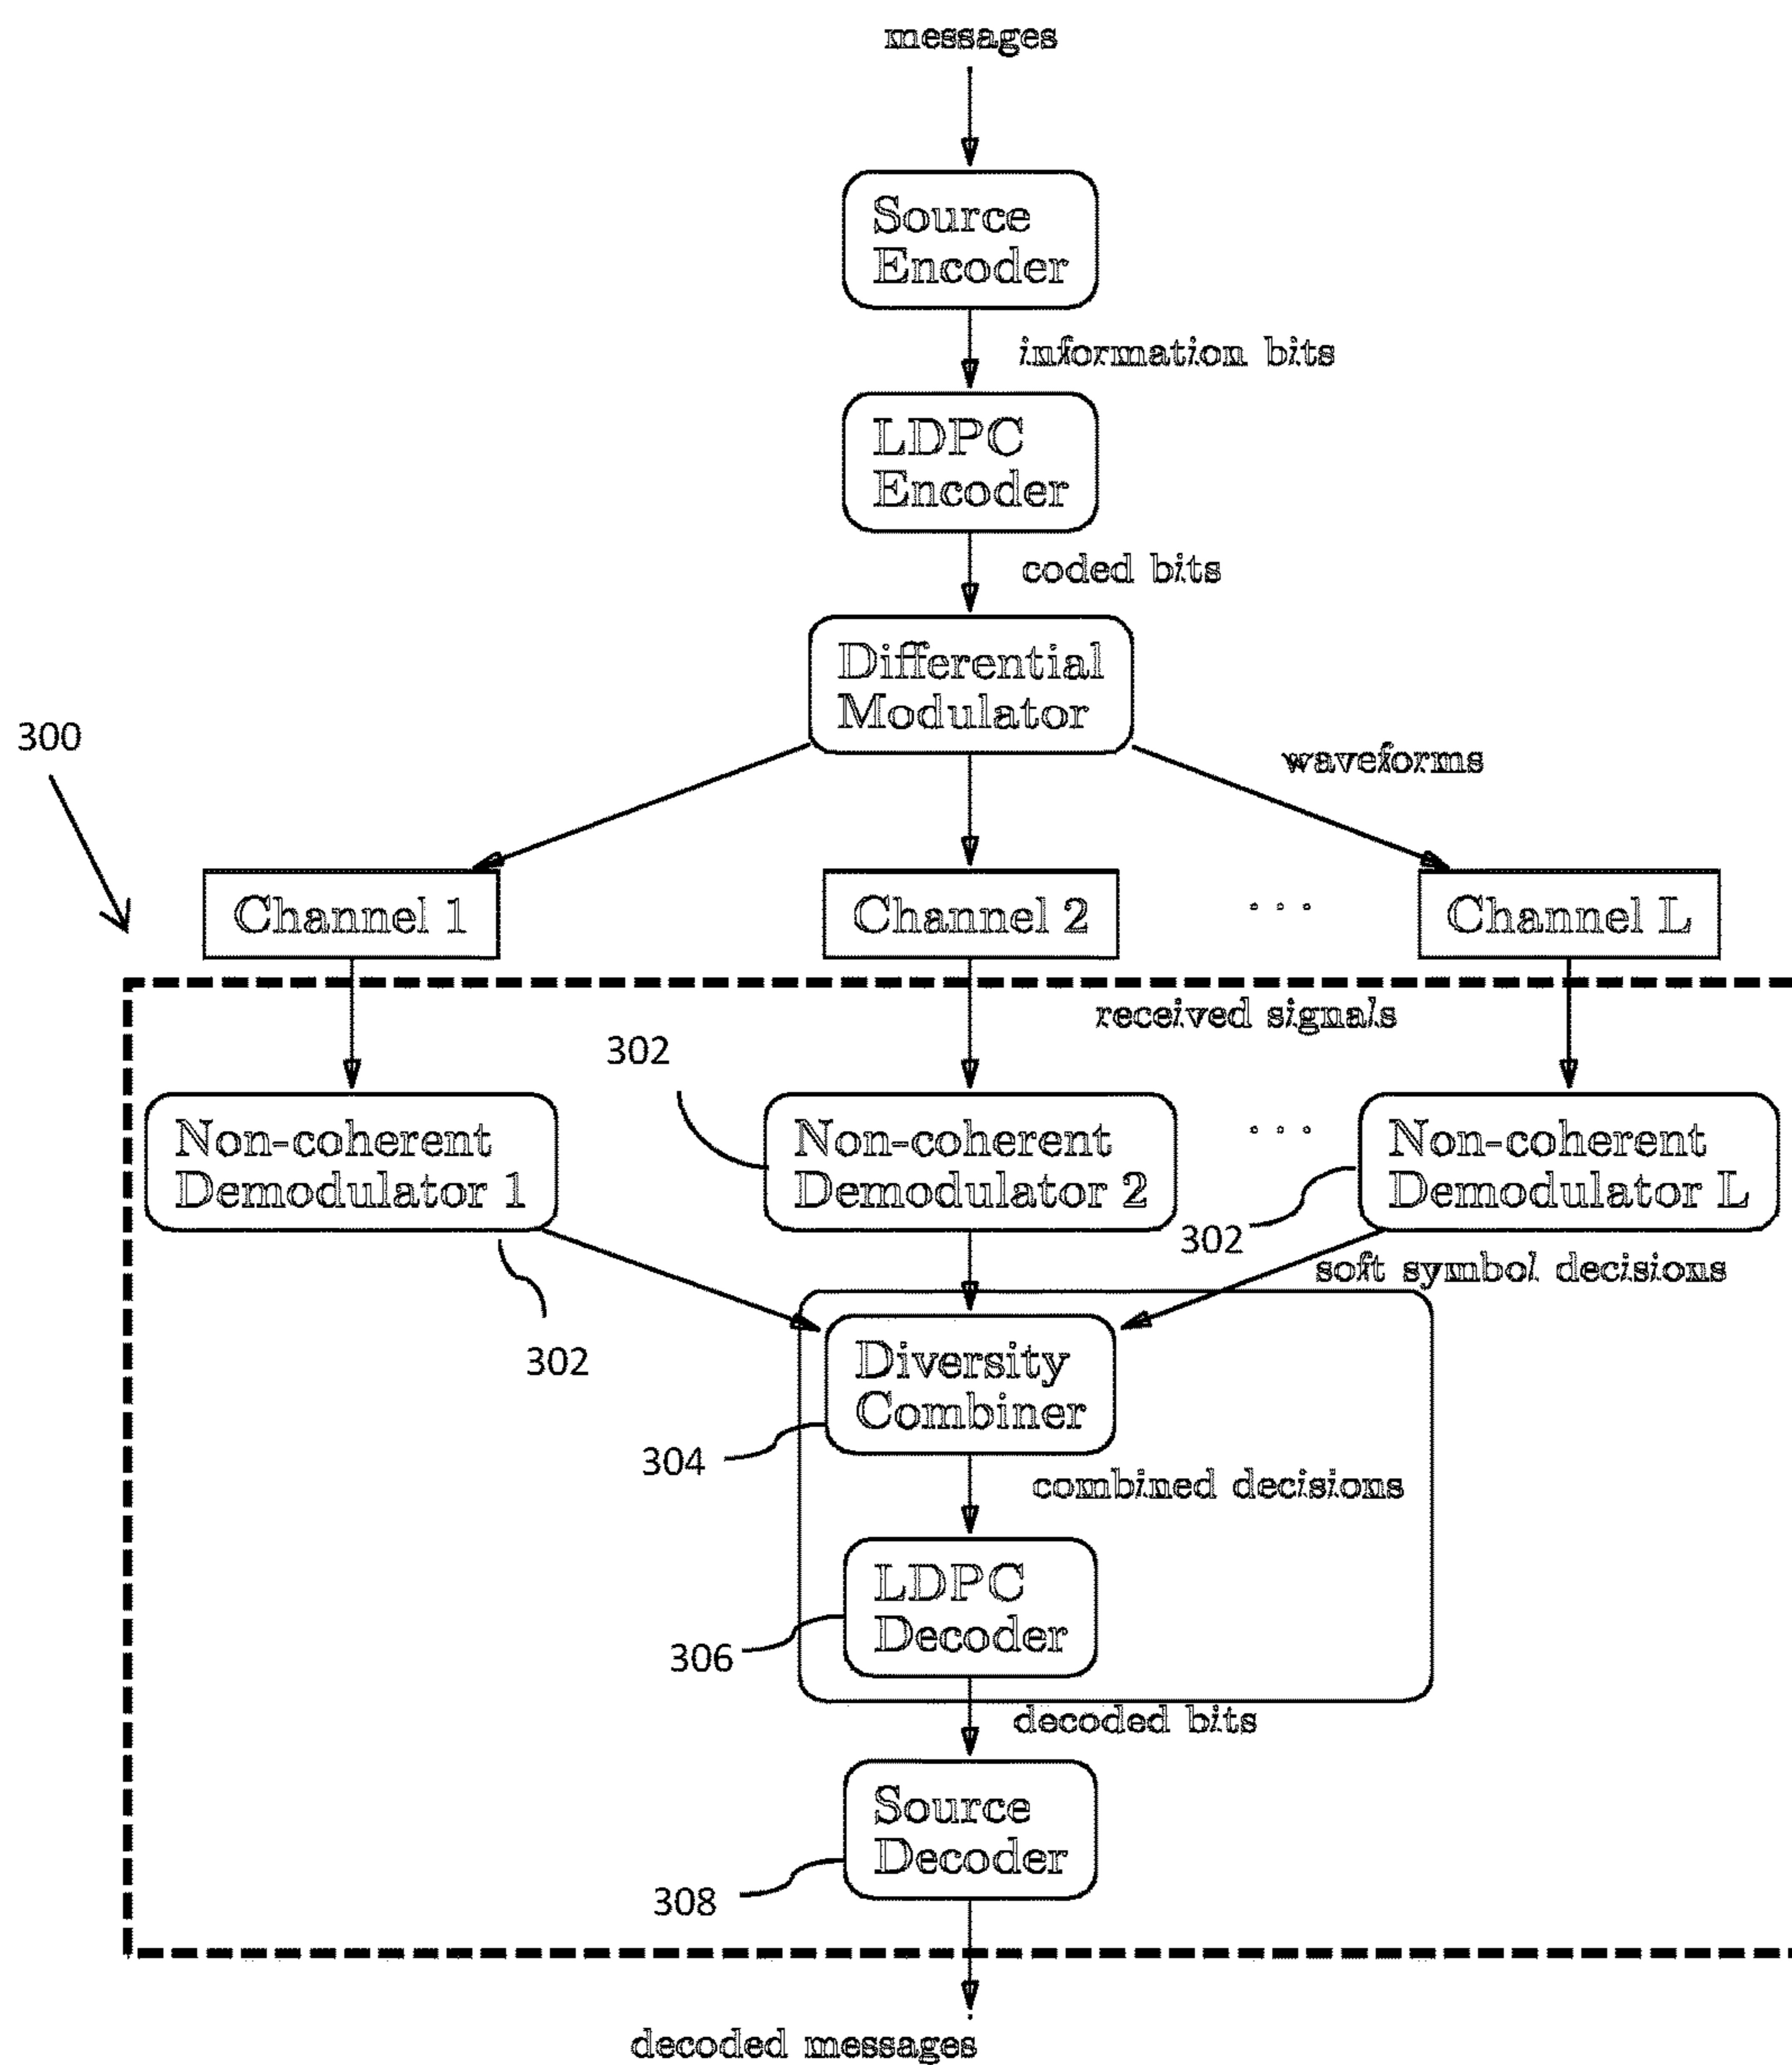 messages
Source
Encoder
information bits
LDPC
Encoder
coded bits
Differential
Modulator
300
waveforms
Channel 1
Channel 2
. . .
Channel L
received signals
302
Non-coherent
Demodulator 1
Non-coherent
Demodulator 2
. . .
Non-coherent
Demodulator L
302
soft symbol decisions
302
Diversity
Combiner
304
combined decisions
LDPC
Decoder
306
decoded bits
Source
Decoder
308
decoded messages